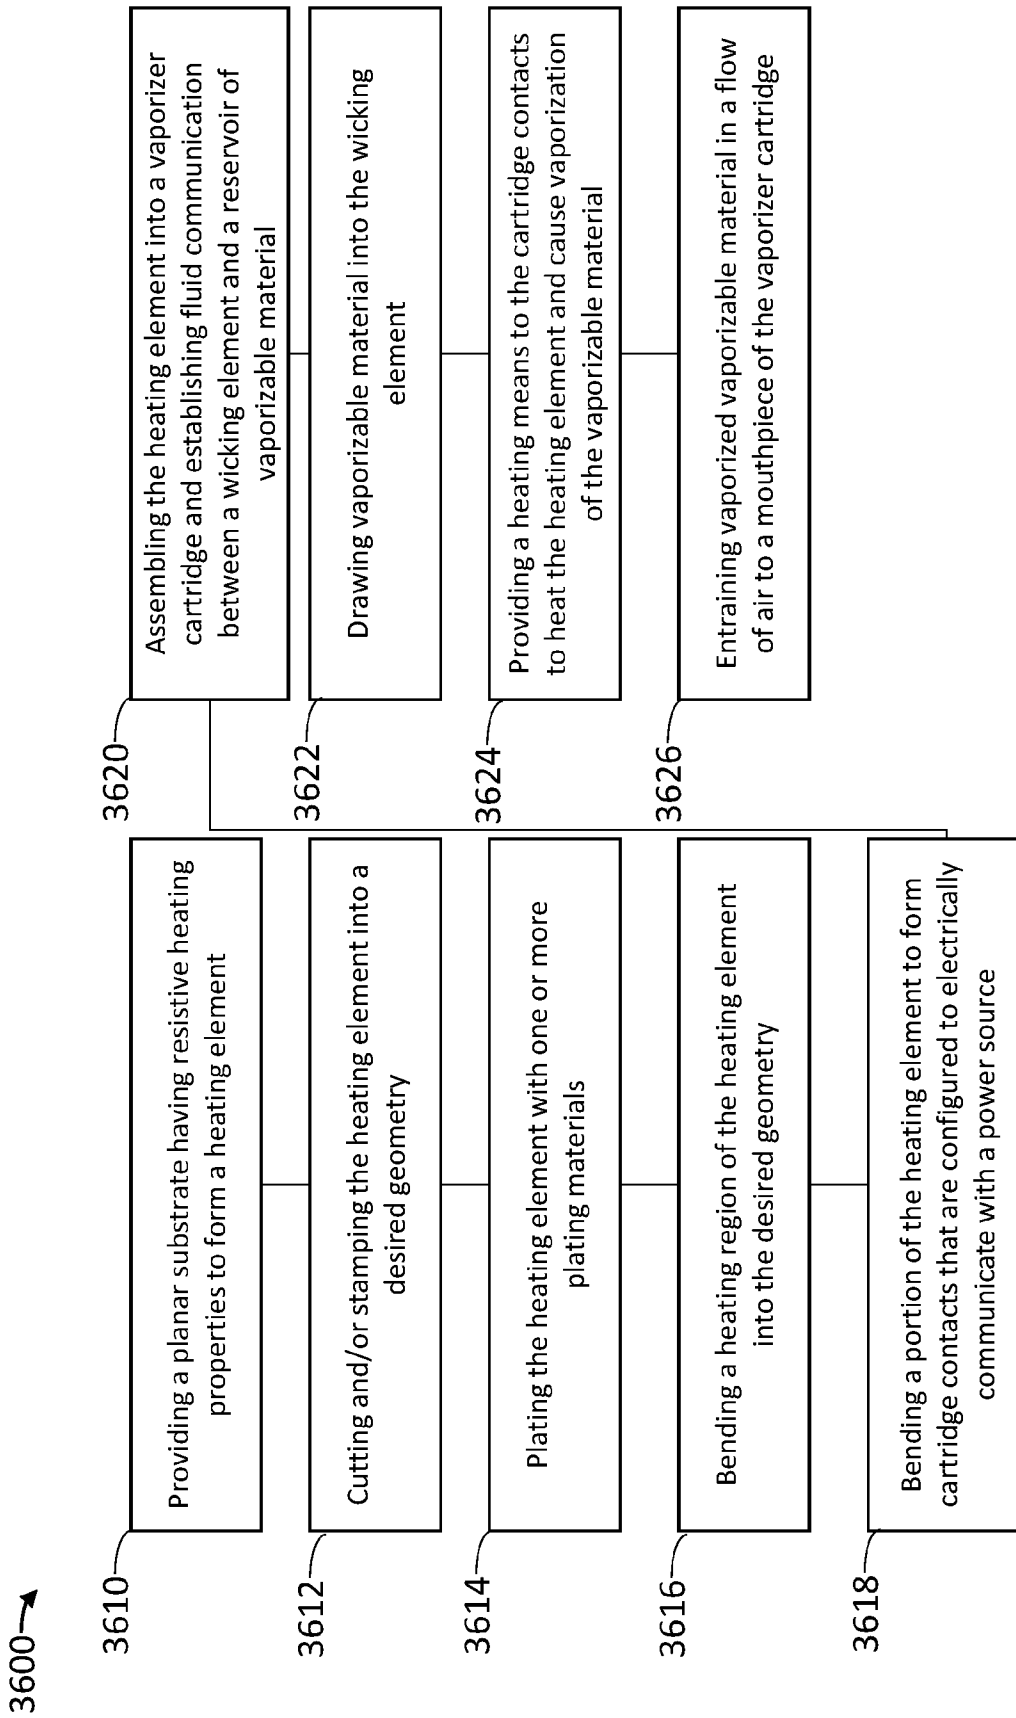 3600
3610
Providing a planar substrate having resistive heating
properties to form a heating element
3612
Cutting and/or stamping the heating element into a
desired geometry
3614
Plating the heating element with one or more
plating materials
3616
Bending a heating region of the heating element
into the desired geometry
3618
Bending a portion of the heating element to form
cartridge contacts that are configured to electrically
communicate with a power source
3620
Assembling the heating element into a vaporizer
cartridge and establishing fluid communication
between a wicking element and a reservoir of
vaporizable material
3622
Drawing vaporizable material into the wicking
element
3624
Providing a heating means to the cartridge contacts
to heat the heating element and cause vaporization
of the vaporizable material
3626
Entraining vaporized vaporizable material in a flow
of air to a mouthpiece of the vaporizer cartridge